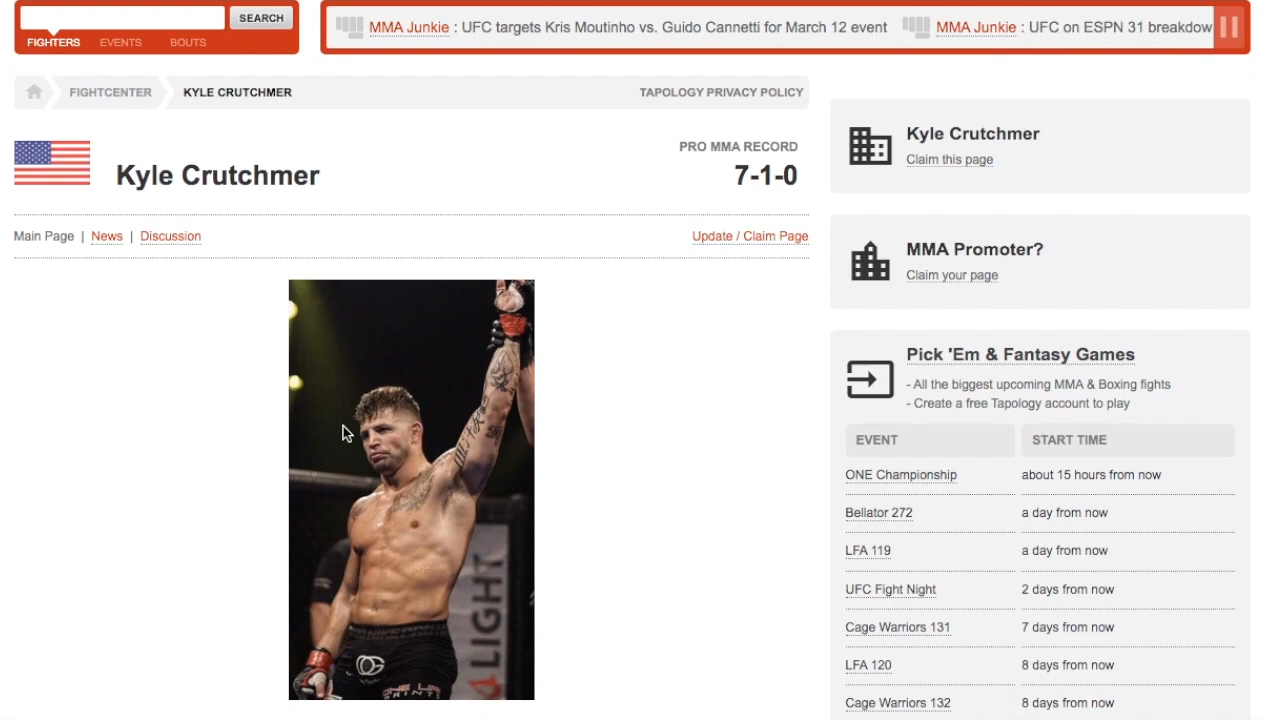 SEARCH
FIGHTERS EVENTS BOUTS
MMA Junkie : UFC targets Kris Moutinho vs. Guido Cannetti for March 12 event MMA Junkie : UFC on ESPN 31 breakdow
FIGHTCENTER KYLE CRUTCHMER TAPOLOGY PRIVACY POLICY
Kyle Crutchmer
PRO MMA RECORD
7-1-0
Main Page | News | Discussion Update / Claim Page
LIGHT
Kyle Crutchmer
Claim this page
MMA Promoter?
Claim your page
Pick 'Em & Fantasy Games
- All the biggest upcoming MMA & Boxing fights
- Create a free Tapology account to play
EVENT START TIME
ONE Championship about 15 hours from now
Bellator 272 a day from now
LFA 119 a day from now
UFC Fight Night 2 days from now
Cage Warriors 131 7 days from now
LFA 120 8 days from now
Cage Warriors 132 8 days from now